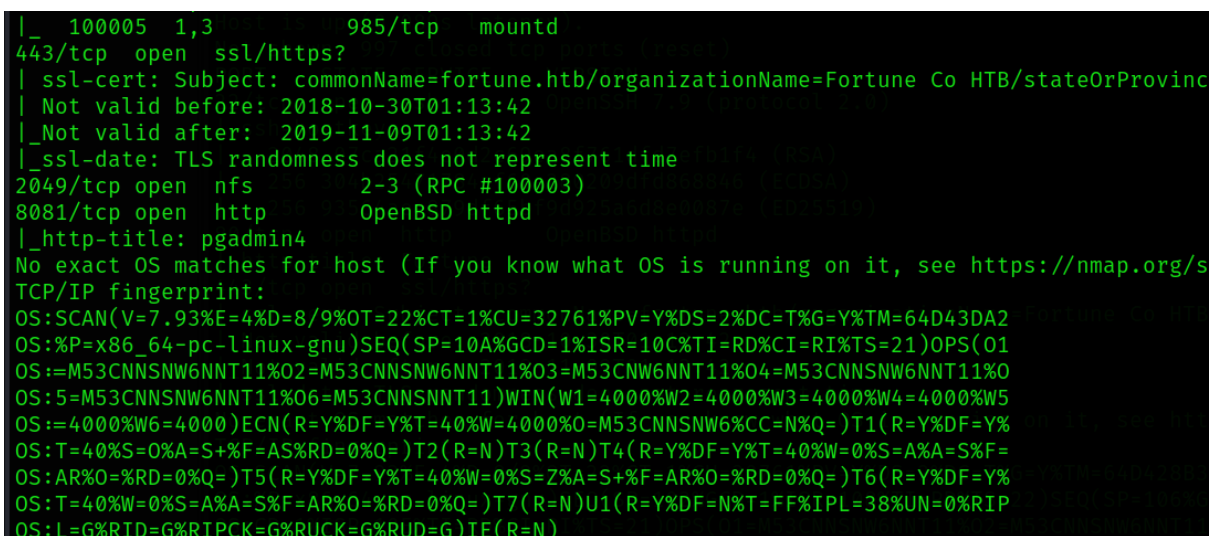 |_  100005  1,3          985/tcp   mountd
443/tcp  open  ssl/https?
| ssl-cert: Subject: commonName=fortune.htb/organizationName=Fortune Co HTB/stateOrProvinc
| Not valid before: 2018-10-30T01:13:42
|_Not valid after:  2019-11-09T01:13:42
|_ssl-date: TLS randomness does not represent time
2049/tcp open  nfs        2-3 (RPC #100003)
8081/tcp open  http       OpenBSD httpd
|_http-title: pgadmin4
No exact OS matches for host (If you know what OS is running on it, see https://nmap.org/s
TCP/IP fingerprint:
OS:SCAN(V=7.93%E=4%D=8/9%OT=22%CT=1%CU=32761%PV=Y%DS=2%DC=T%G=Y%TM=64D43DA2
OS:%P=x86_64-pc-linux-gnu)SEQ(SP=10A%GCD=1%ISR=10C%TI=RD%CI=RI%TS=21)OPS(O1
OS:=M53CNNSNW6NNT11%O2=M53CNNSNW6NNT11%O3=M53CNW6NNT11%O4=M53CNNSNW6NNT11%O
OS:5=M53CNNSNW6NNT11%O6=M53CNNSNNT11)WIN(W1=4000%W2=4000%W3=4000%W4=4000%W5
OS:=4000%W6=4000)ECN(R=Y%DF=Y%T=40%W=4000%O=M53CNNSNW6%CC=N%Q=)T1(R=Y%DF=Y%
OS:T=40%S=O%A=S+%F=AS%RD=0%Q=)T2(R=N)T3(R=N)T4(R=Y%DF=Y%T=40%W=0%S=A%A=S%F=
OS:AR%O=%RD=0%Q=)T5(R=Y%DF=Y%T=40%W=0%S=Z%A=S+%F=AR%O=%RD=0%Q=)T6(R=Y%DF=Y%
OS:T=40%W=0%S=A%A=S%F=AR%O=%RD=0%Q=)T7(R=N)U1(R=Y%DF=N%T=FF%IPL=38%UN=0%RIP
OS:L=G%RID=G%RIPCK=G%RUCK=G%RUD=G)IE(R=N)